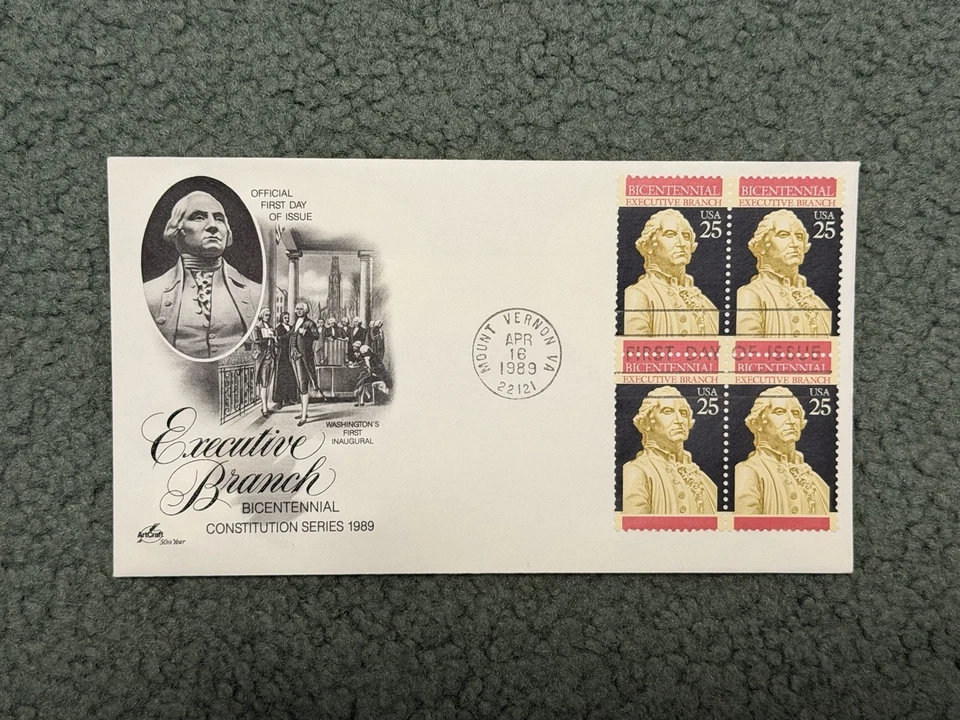 OFFICIAL
FIRST DAY
OF ISSUE
WASHINGTON'S
FIRST
INAUGURAL
Executive
Branch
BICENTENNIAL
CONSTITUTION SERIES 1989
ArtCraft
50th Year
MOUNT VERNON VA
APR
16
1989
22121
BICENTENNIAL
EXECUTIVE BRANCH
USA
25
BICENTENNIAL
EXECUTIVE BRANCH
USA
25
FIRST DAY OF ISSUE
BICENTENNIAL
EXECUTIVE BRANCH
USA
25
BICENTENNIAL
EXECUTIVE BRANCH
USA
25